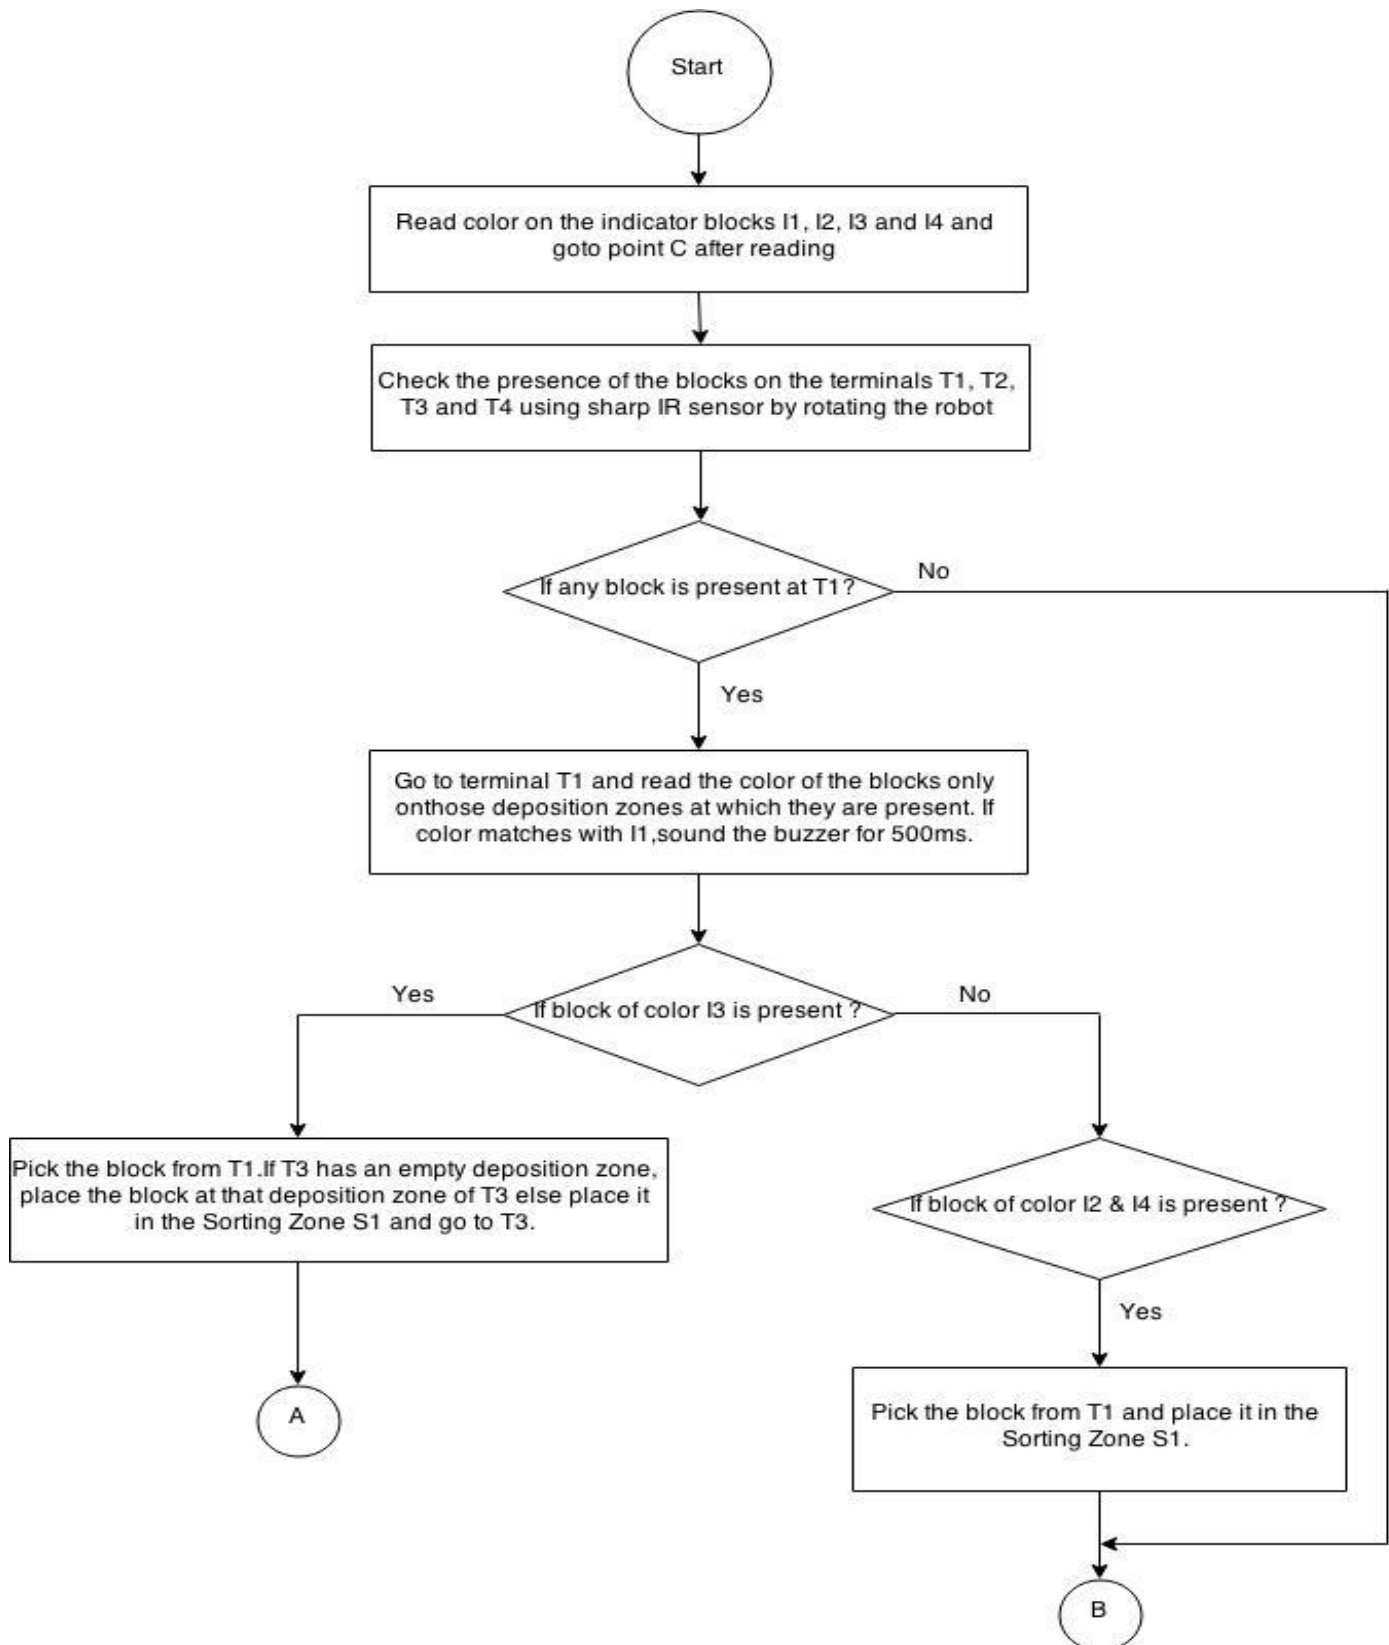 Start
Read color on the indicator blocks I1, I2, I3 and I4 and
goto point C after reading
Check the presence of the blocks on the terminals T1, T2,
T3 and T4 using sharp IR sensor by rotating the robot
If any block is present at T1?
No
Yes
Go to terminal T1 and read the color of the blocks only
onthose deposition zones at which they are present. If
color matches with I1,sound the buzzer for 500ms.
Yes
If block of color I3 is present ?
No
Pick the block from T1.If T3 has an empty deposition zone,
place the block at that deposition zone of T3 else place it
in the Sorting Zone S1 and go to T3.
If block of color I2 & I4 is present ?
Yes
Pick the block from T1 and place it in the
Sorting Zone S1.
A
B